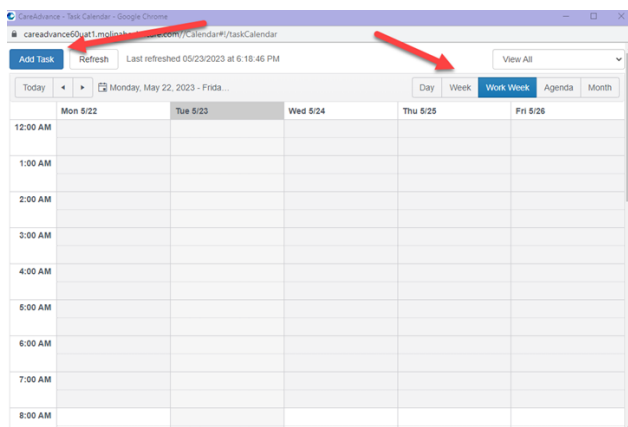 CareAdvance - Task Calendar - Google Chrome
careadvance60uat1.molinahealthcare.com//Calendar#!/taskCalendar
Add Task Refresh Last refreshed 05/23/2023 at 6:18:46 PM View All
Today Monday, May 22, 2023 - Frida... Day Week Work Week Agenda Month
Mon 5/22 Tue 5/23 Wed 5/24 Thu 5/25 Fri 5/26
12:00 AM
1:00 AM
2:00 AM
3:00 AM
4:00 AM
5:00 AM
6:00 AM
7:00 AM
8:00 AM